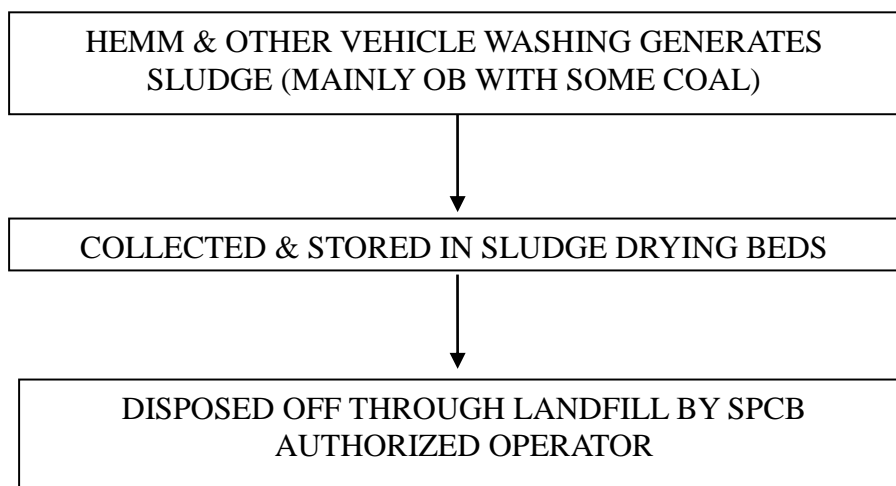 HEMM & OTHER VEHICLE WASHING GENERATES
SLUDGE (MAINLY OB WITH SOME COAL)
COLLECTED & STORED IN SLUDGE DRYING BEDS
DISPOSED OFF THROUGH LANDFILL BY SPCB
AUTHORIZED OPERATOR